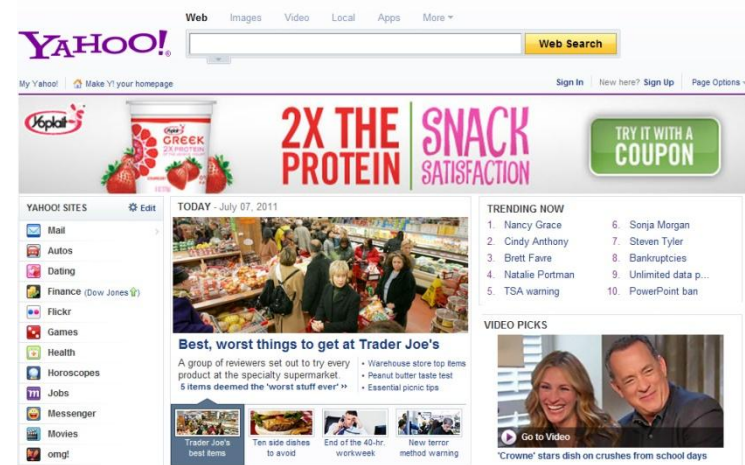 Web Images Video Local Apps More
YAHOO!
Web Search
My Yahoo! Make Y! your homepage
Sign In New here? Sign Up Page Options
Yoplait
Yoplait
GREEK
2X PROTEIN
2X THE
PROTEIN
SNACK
SATISFACTION
TRY IT WITH A
COUPON
YAHOO! SITES Edit
Mail
Autos
Dating
Finance (Dow Jones)
Flickr
Games
Health
Horoscopes
Jobs
Messenger
Movies
omg!
TODAY - July 07, 2011
Best, worst things to get at Trader Joe's
A group of reviewers set out to try every
product at the specialty supermarket.
5 items deemed the 'worst stuff ever' »
• Warehouse store top items
• Peanut butter taste test
• Essential picnic tips
Trader Joe's
best items
Ten side dishes
to avoid
End of the 40-hr.
workweek
New terror
method warning
TRENDING NOW
1. Nancy Grace
2. Cindy Anthony
3. Brett Favre
4. Natalie Portman
5. TSA warning
6. Sonja Morgan
7. Steven Tyler
8. Bankruptcies
9. Unlimited data p...
10. PowerPoint ban
VIDEO PICKS
Go to Video
'Crowne' stars dish on crushes from school days